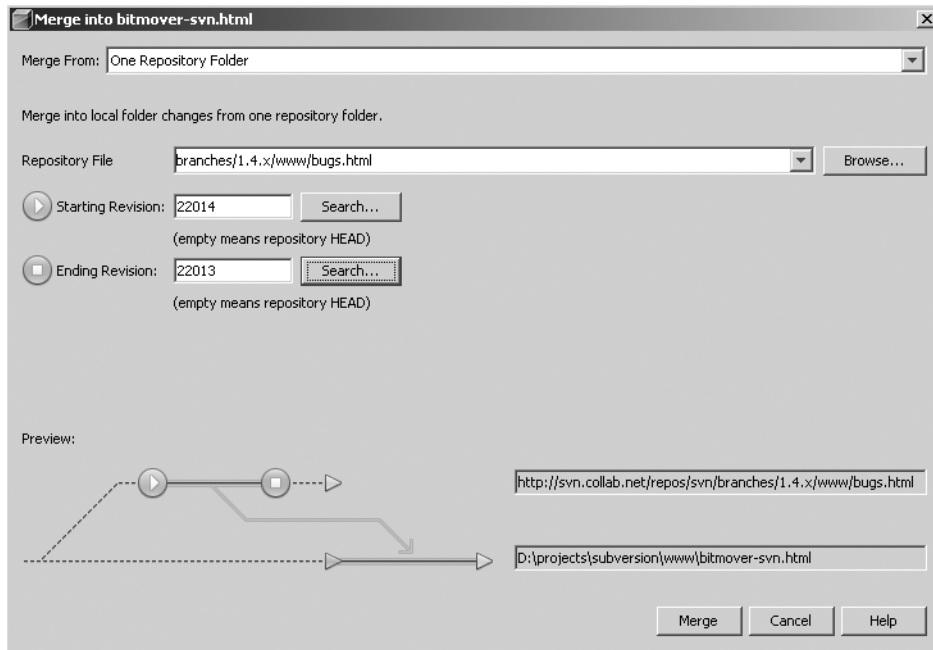 Merge into bitmover-svn.html
Merge From: One Repository Folder
Merge into local folder changes from one repository folder.
Repository File branches/1.4.x/www/bugs.html Browse...
Starting Revision: 22014 Search...
(empty means repository HEAD)
Ending Revision: 22013 Search...
(empty means repository HEAD)
Preview:
http://svn.collab.net/repos/svn/branches/1.4.x/www/bugs.html
D:\projects\subversion\www\bitmover-svn.html
Merge Cancel Help